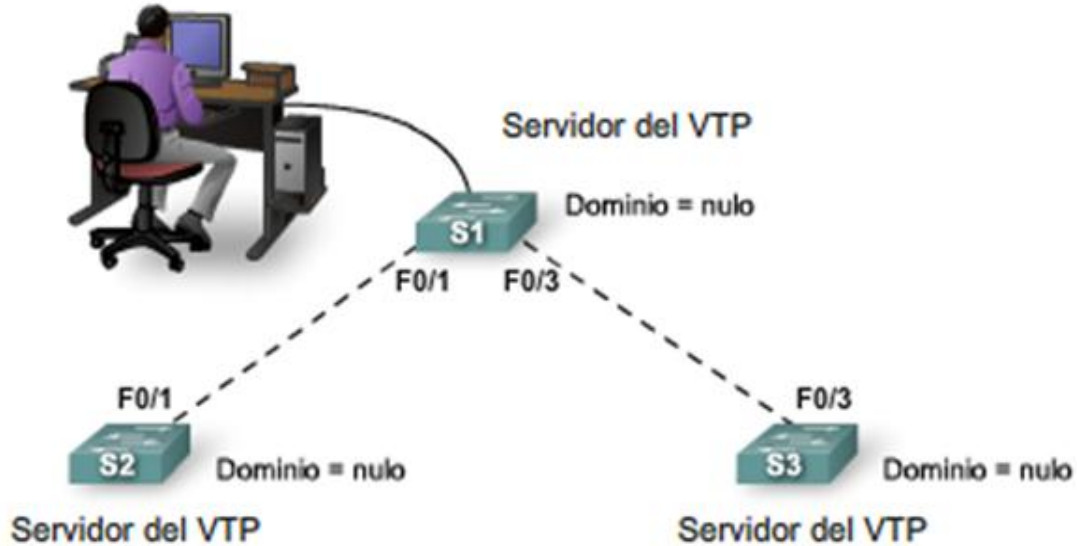 Servidor del VTP
Dominio = nulo
S1
F0/1 F0/3
F0/1
S2
Dominio = nulo
Servidor del VTP
F0/3
S3
Dominio = nulo
Servidor del VTP